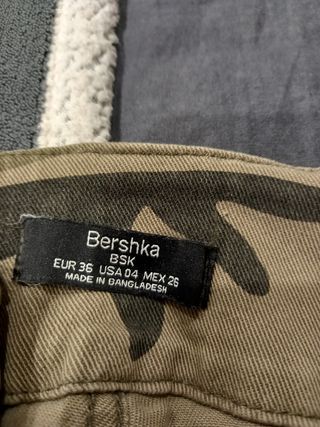 Bershka
BSK
EUR 36 USA 04 MEX 26
MADE IN BANGLADESH